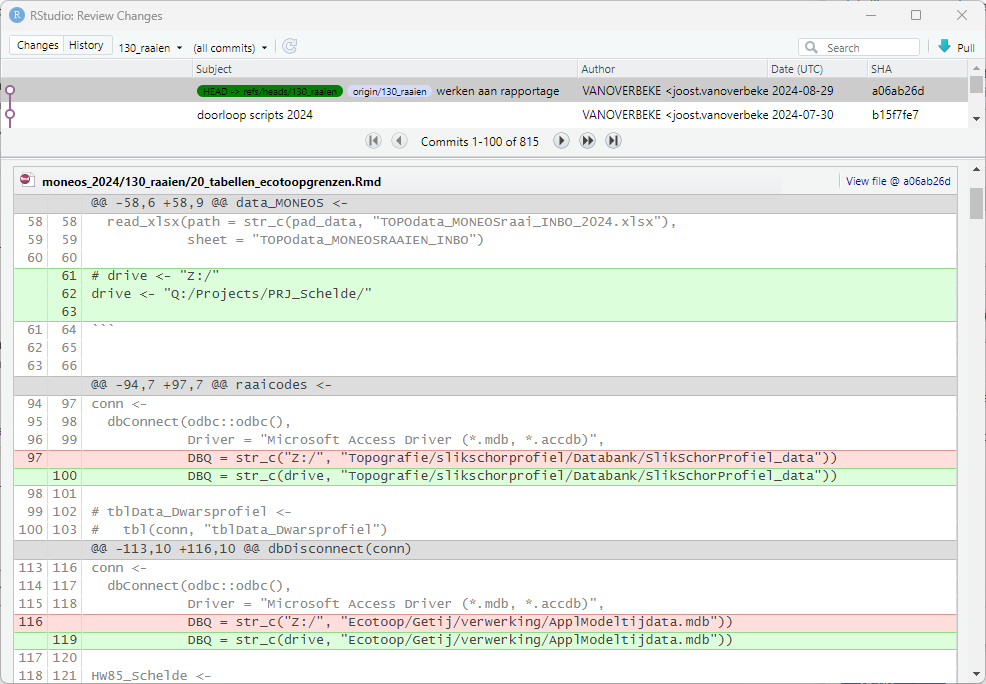 RStudio: Review Changes
Changes History 130_raaien (all commits) Search Pull
Subject Author Date (UTC) SHA
HEAD -> refs/heads/130_raaien origin/130_raaien werken aan rapportage VANOVERBEKE <joost.vanoverbeke 2024-08-29 a06ab26d
doorloop scripts 2024 VANOVERBEKE <joost.vanoverbeke 2024-07-30 b15f7fe7
Commits 1-100 of 815
moneos_2024/130_raaien/20_tabellen_ecotoopgrenzen.Rmd View file @ a06ab26d
@@ -58,6 +58,9 @@ data_MONEOS <-
58 58 read_xlsx(path = str_c(pad_data, "TOPOdata_MONEOSraai_INBO_2024.xlsx"),
59 59 sheet = "TOPOdata_MONEOSRAAIEN_INBO")
60 60
61 # drive <- "Z:/"
62 drive <- "Q:/Projects/PRJ_Schelde/"
63
61 64 ```
62 65
63 66
@@ -94,7 +97,7 @@ raaicodes <-
94 97 conn <-
95 98 dbConnect(odbc::odbc(),
96 99 Driver = "Microsoft Access Driver (*.mdb, *.accdb)",
97 DBQ = str_c("Z:/", "Topografie/slikschorprofiel/Databank/SlikSchorProfiel_data"))
100 DBQ = str_c(drive, "Topografie/slikschorprofiel/Databank/SlikSchorProfiel_data"))
98 101
99 102 # tblData_Dwarsprofiel <-
100 103 # tbl(conn, "tblData_Dwarsprofiel")
@@ -113,10 +116,10 @@ dbDisconnect(conn)
113 116 conn <-
114 117 dbConnect(odbc::odbc(),
115 118 Driver = "Microsoft Access Driver (*.mdb, *.accdb)",
116 DBQ = str_c("Z:/", "Ecotoop/Getij/verwerking/ApplModeltijdata.mdb"))
119 DBQ = str_c(drive, "Ecotoop/Getij/verwerking/ApplModeltijdata.mdb"))
117 120
118 121 HW85_Schelde <-